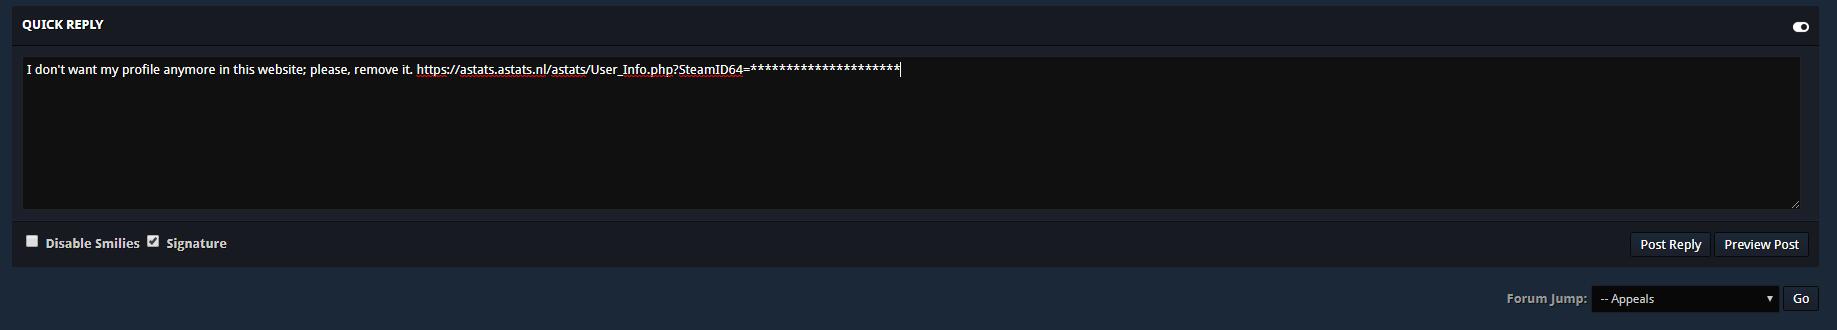 QUICK REPLY
I don't want my profile anymore in this website; please, remove it. https://astats.astats.nl/astats/User_Info.php?SteamID64=*********************
Disable Smilies Signature Post Reply Preview Post
Forum Jump: -- Appeals Go